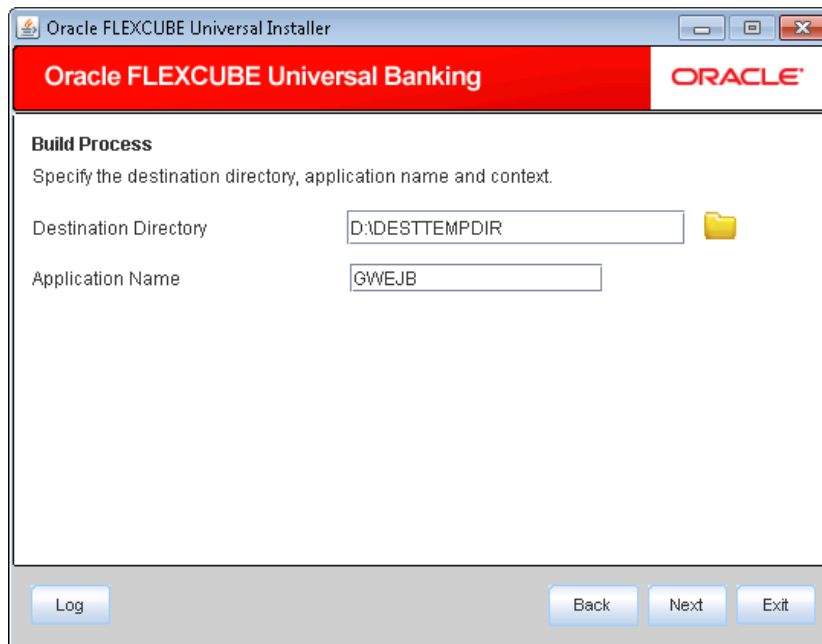 Oracle FLEXCUBE Universal Installer
Oracle FLEXCUBE Universal Banking
ORACLE
Build Process
Specify the destination directory, application name and context.
Destination Directory D:\DESTTEMPDIR
Application Name GWEJB
Log Back Next Exit